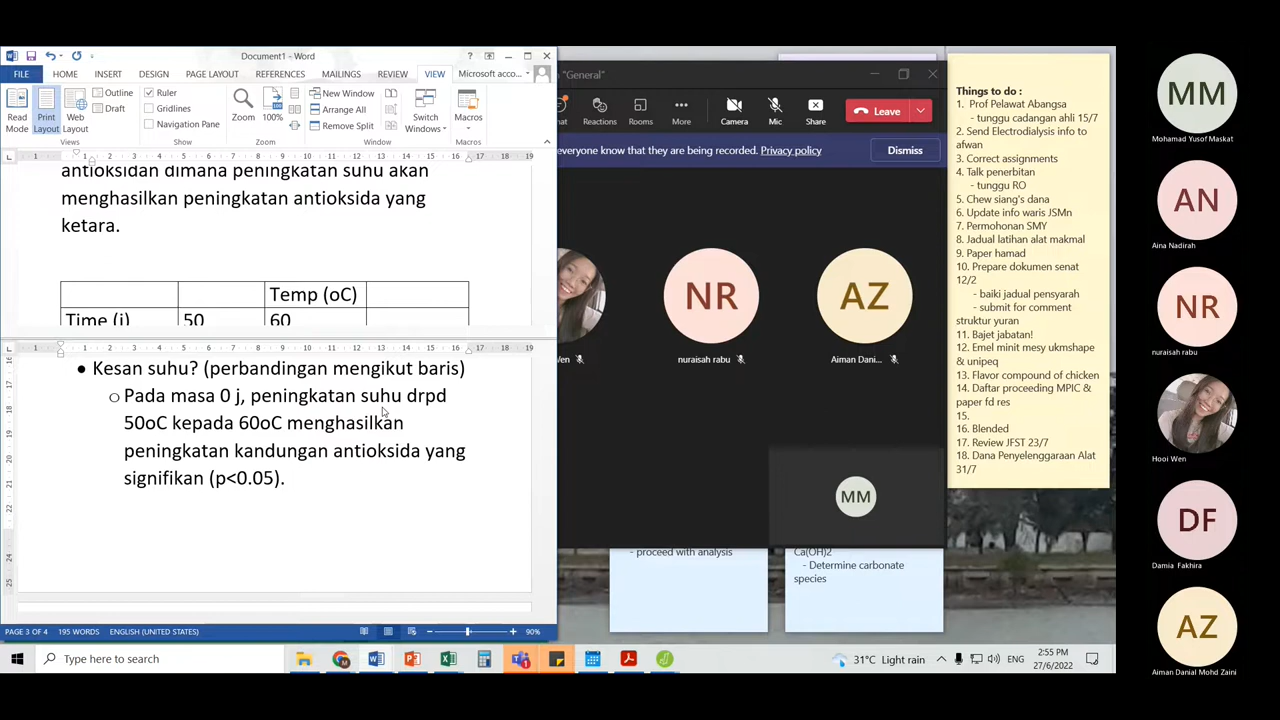 Document1 - Word
FILE
HOME
INSERT
DESIGN
PAGE LAYOUT
REFERENCES
MAILINGS
REVIEW
VIEW
Microsoft acco...
Read Mode
Print Layout
Web Layout
Outline
Draft
Views
Ruler
Gridlines
Navigation Pane
Show
Zoom
100%
Zoom
New Window
Arrange All
Remove Split
Switch Windows
Window
Macros
Macros
antioksidan dimana peningkatan suhu akan
menghasilkan peningkatan antioksida yang
ketara.
Temp (oC)
Time (j) 50 60
• Kesan suhu? (perbandingan mengikut baris)
o Pada masa 0 j, peningkatan suhu drpd
50oC kepada 60oC menghasilkan
peningkatan kandungan antioksida yang
signifikan (p<0.05).
PAGE 3 OF 4 195 WORDS ENGLISH (UNITED STATES)
90%
"General"
Reactions
Rooms
More
Camera
Mic
Share
Leave
everyone know that they are being recorded. Privacy policy
Dismiss
NR
nuraisah rabu
AZ
Aiman Dani...
MM
- proceed with analysis
Ca(OH)2
- Determine carbonate
species
Things to do :
1. Prof Pelawat Abangsa
- tunggu cadangan ahli 15/7
2. Send Electrodialysis info to
afwan
3. Correct assignments
4. Talk penerbitan
- tunggu RO
5. Chew siang's dana
6. Update info waris JSMn
7. Permohonan SMY
8. Jadual latihan alat makmal
9. Paper hamad
10. Prepare dokumen senat
12/2
- baiki jadual pensyarah
- submit for comment
struktur yuran
11. Bajet jabatan!
12. Emel minit mesy ukmshape
& unipeq
13. Flavor compound of chicken
14. Daftar proceeding MPIC &
paper fd res
15.
16. Blended
17. Review JFST 23/7
18. Dana Penyelenggaraan Alat
31/7
MM
Mohamad Yusof Maskat
AN
Aina Nadirah
NR
nuraisah rabu
Hooi Wen
DF
Damia Fakhira
AZ
Aiman Danial Mohd Zaini
Type here to search
31°C Light rain
ENG
2:55 PM
27/6/2022